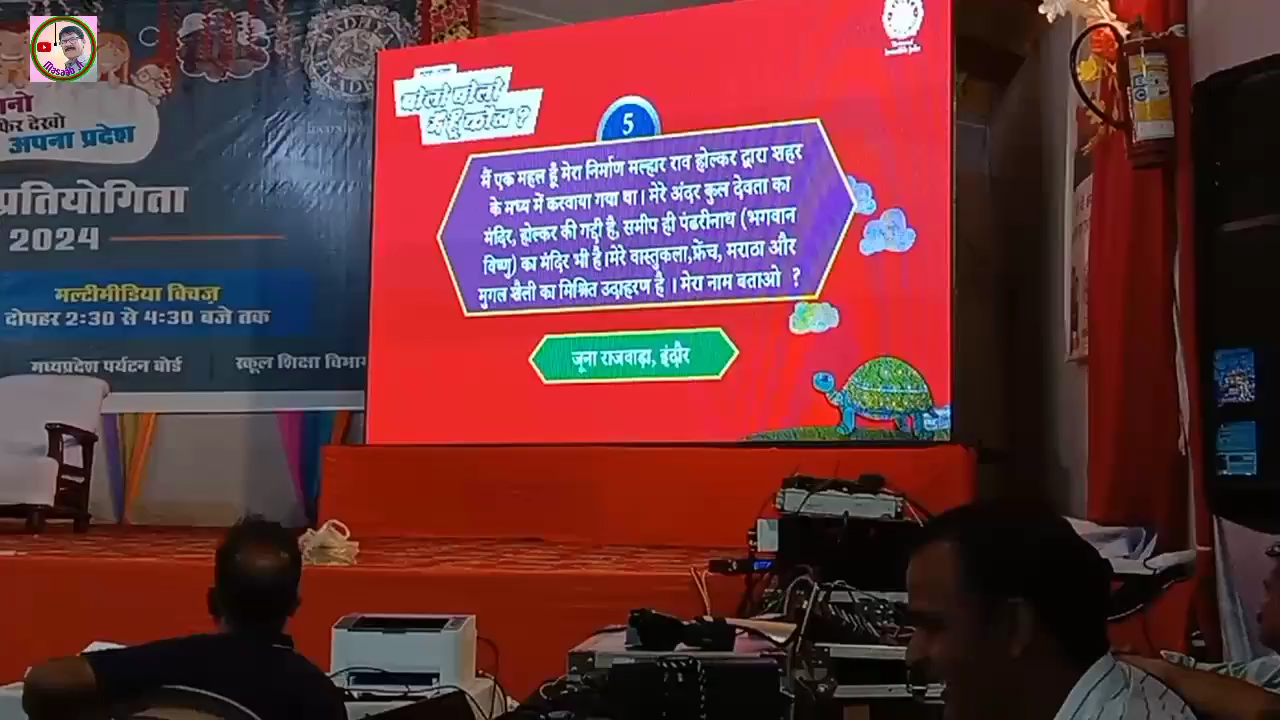 Masaab Ji
जानो
फिर देखो
अपना प्रदेश
प्रतियोगिता
2024
मल्टीमीडिया क्विज़
दोपहर 2:30 से 4:30 बजे तक
मध्यप्रदेश पर्यटन बोर्ड
स्कूल शिक्षा विभाग
बोलो बोलो
मैं हूँ कौन ?
5
मैं एक महल हूँ मेरा निर्माण मल्हार राव होल्कर द्वारा शहर
के मध्य में करवाया गया था। मेरे अंदर कुल देवता का
मंदिर, होल्कर की गद्दी है, समीप ही पंढरीनाथ (भगवान
विष्णु) का मंदिर भी है।मेरे वास्तुकला,फ्रेंच, मराठा और
मुगल शैली का मिश्रित उदाहरण है । मेरा नाम बताओ ?
जूना राजवाड़ा, इंदौर